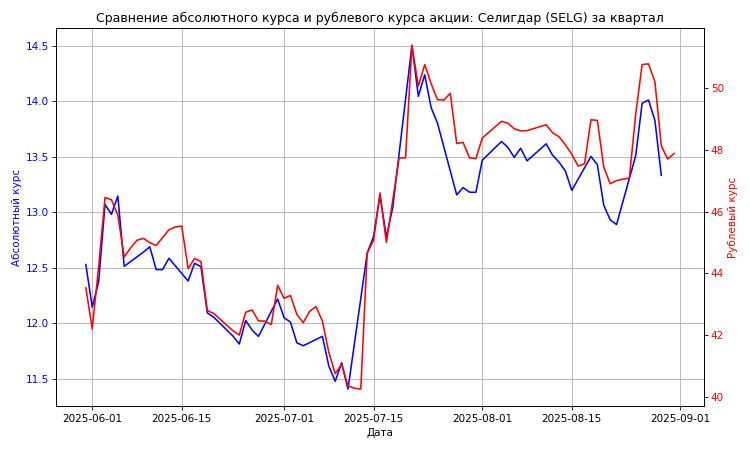 Сравнение абсолютного курса и рублевого курса акции: Селигдар (SELG) за квартал
14.5
14.0
13.5
13.0
12.5
12.0
11.5
Абсолютный курс
50
48
46
44
42
40
Рублевый курс
2025-06-01 2025-06-15 2025-07-01 2025-07-15 2025-08-01 2025-08-15 2025-09-01
Дата